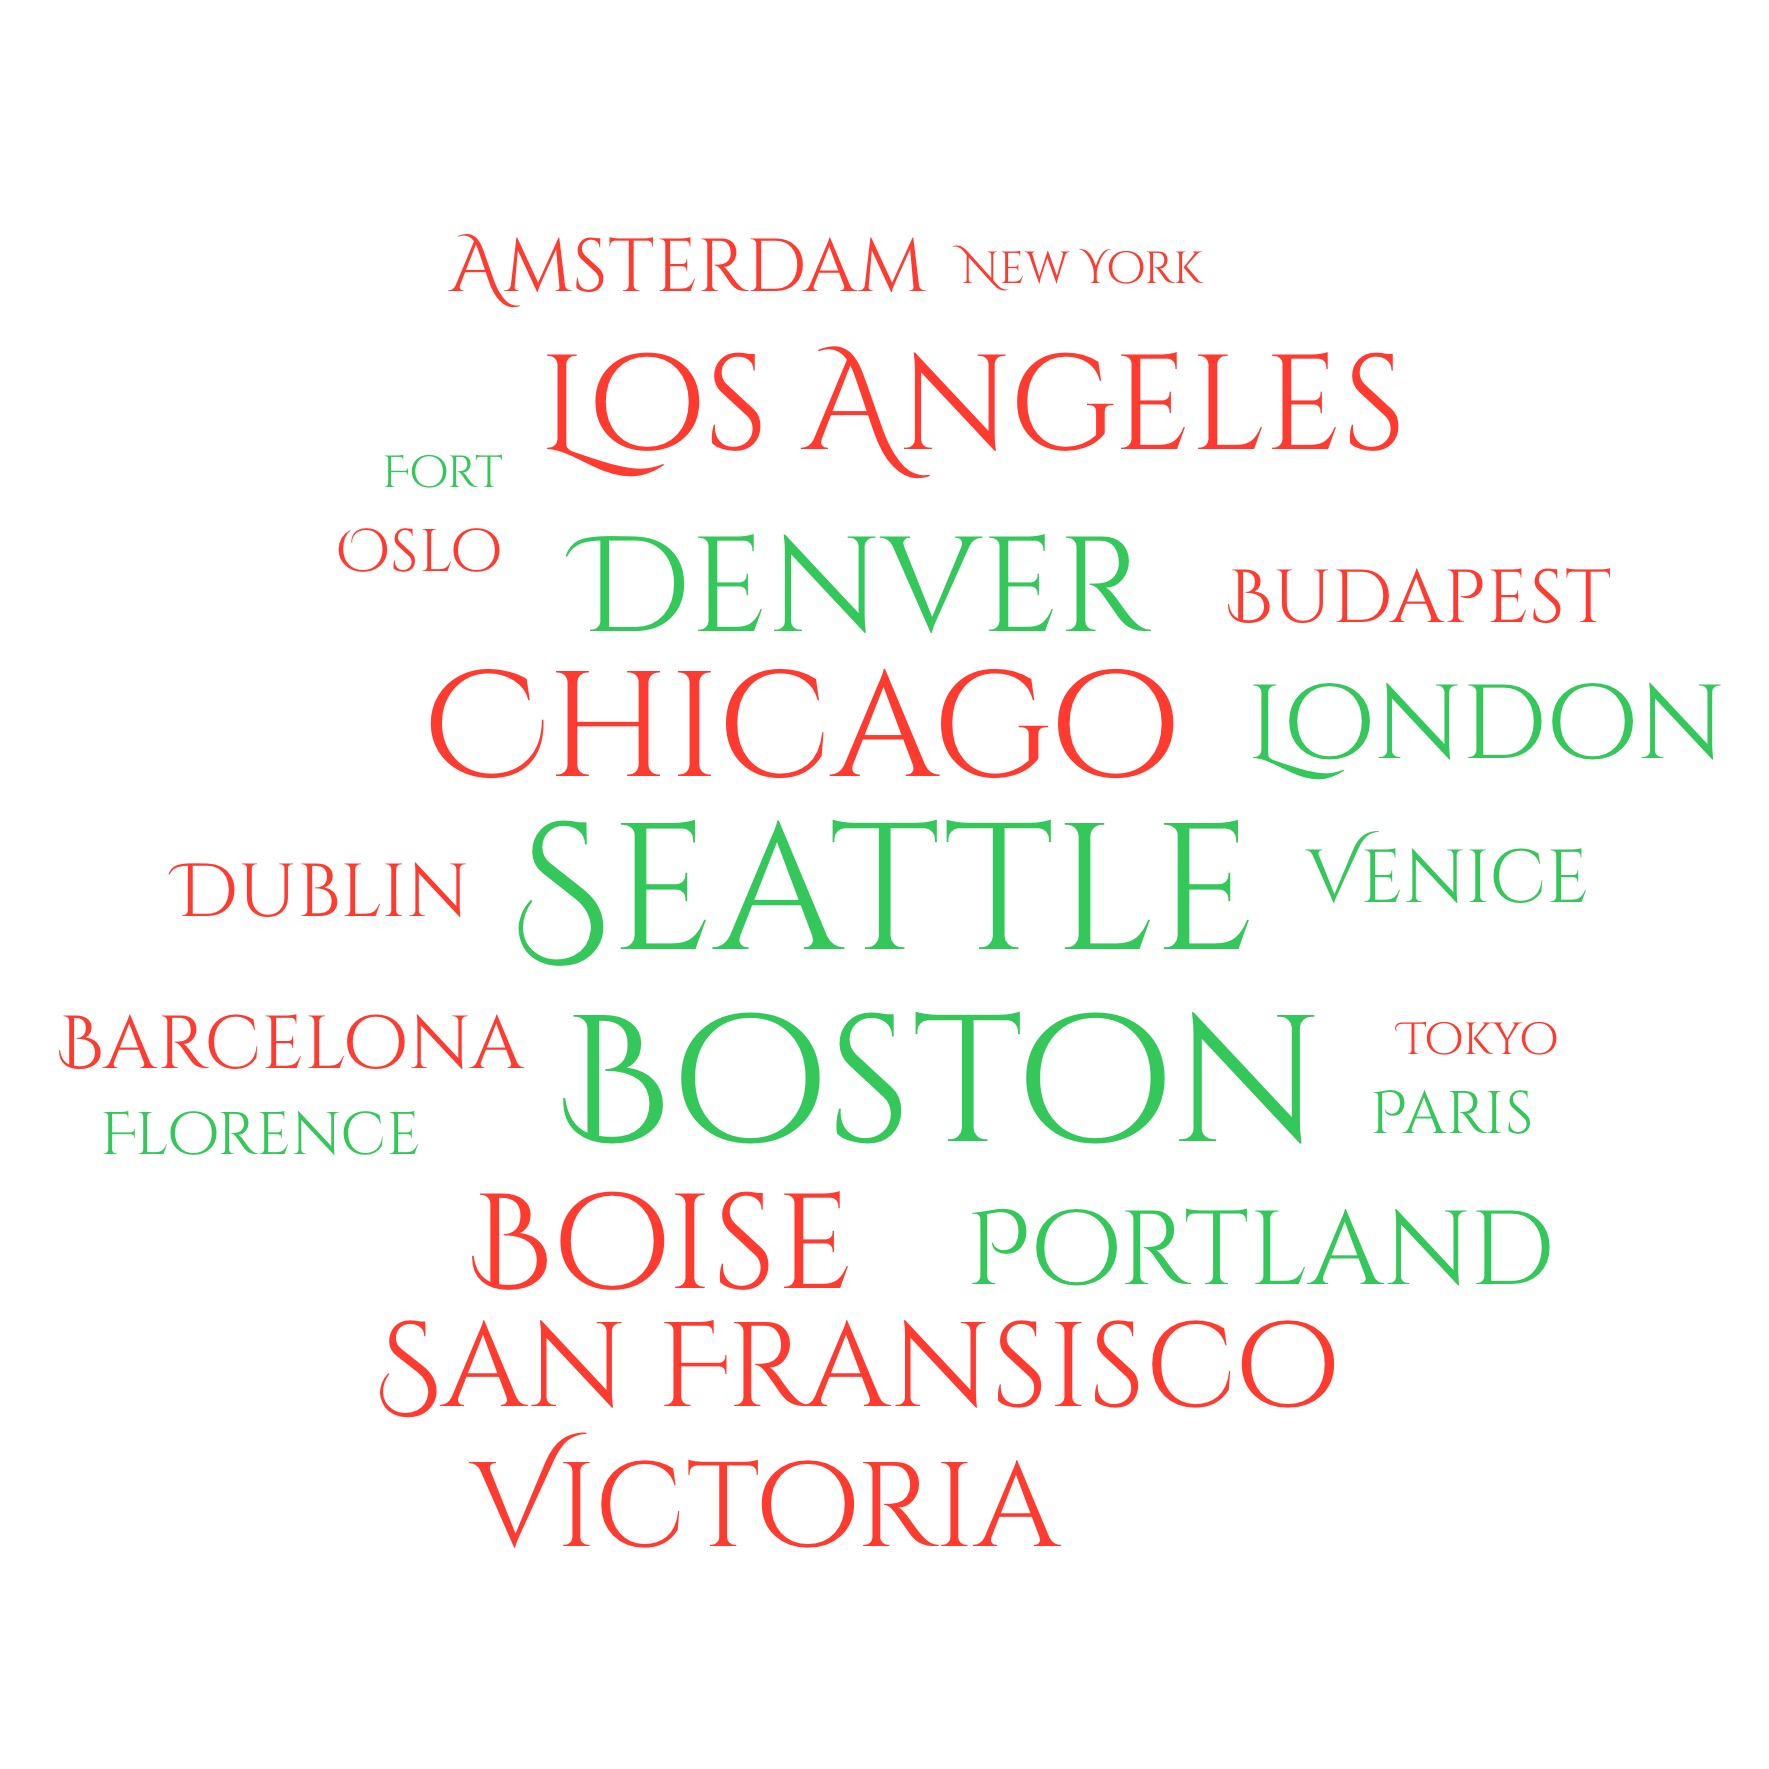 Amsterdam New York
Los Angeles
Fort
Oslo Denver Budapest
Chicago London
Seattle Venice
Dublin
Barcelona Boston Tokyo
Florence Paris
Boise Portland
San Fransisco
Victoria